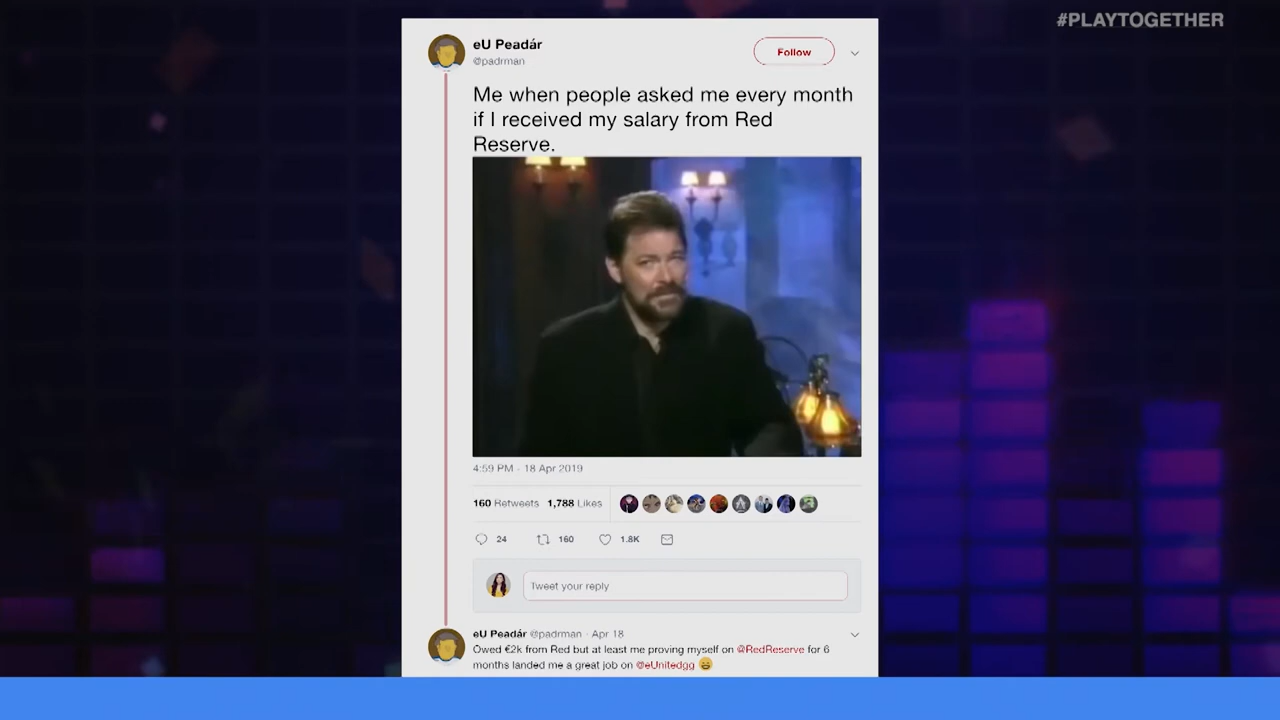 #PLAYTOGETHER
eU Peadár
@padrman
Follow
Me when people asked me every month
if I received my salary from Red
Reserve.
4:59 PM - 18 Apr 2019
160 Retweets 1,788 Likes
24 160 1.8K
Tweet your reply
eU Peadár @padrman · Apr 18
Owed €2k from Red but at least me proving myself on @RedReserve for 6
months landed me a great job on @eUnitedgg